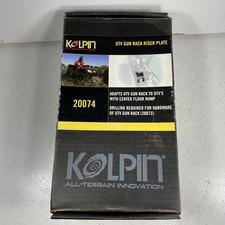 KOLPIN
UTV GUN RACK RISER PLATE
20074
ADAPTS UTV GUN RACK TO UTV'S
WITH CENTER FLOOR HUMP
DRILLING REQUIRED FOR HARDWARE
OF UTV GUN RACK (20073)
KOLPIN
ALL-TERRAIN INNOVATION